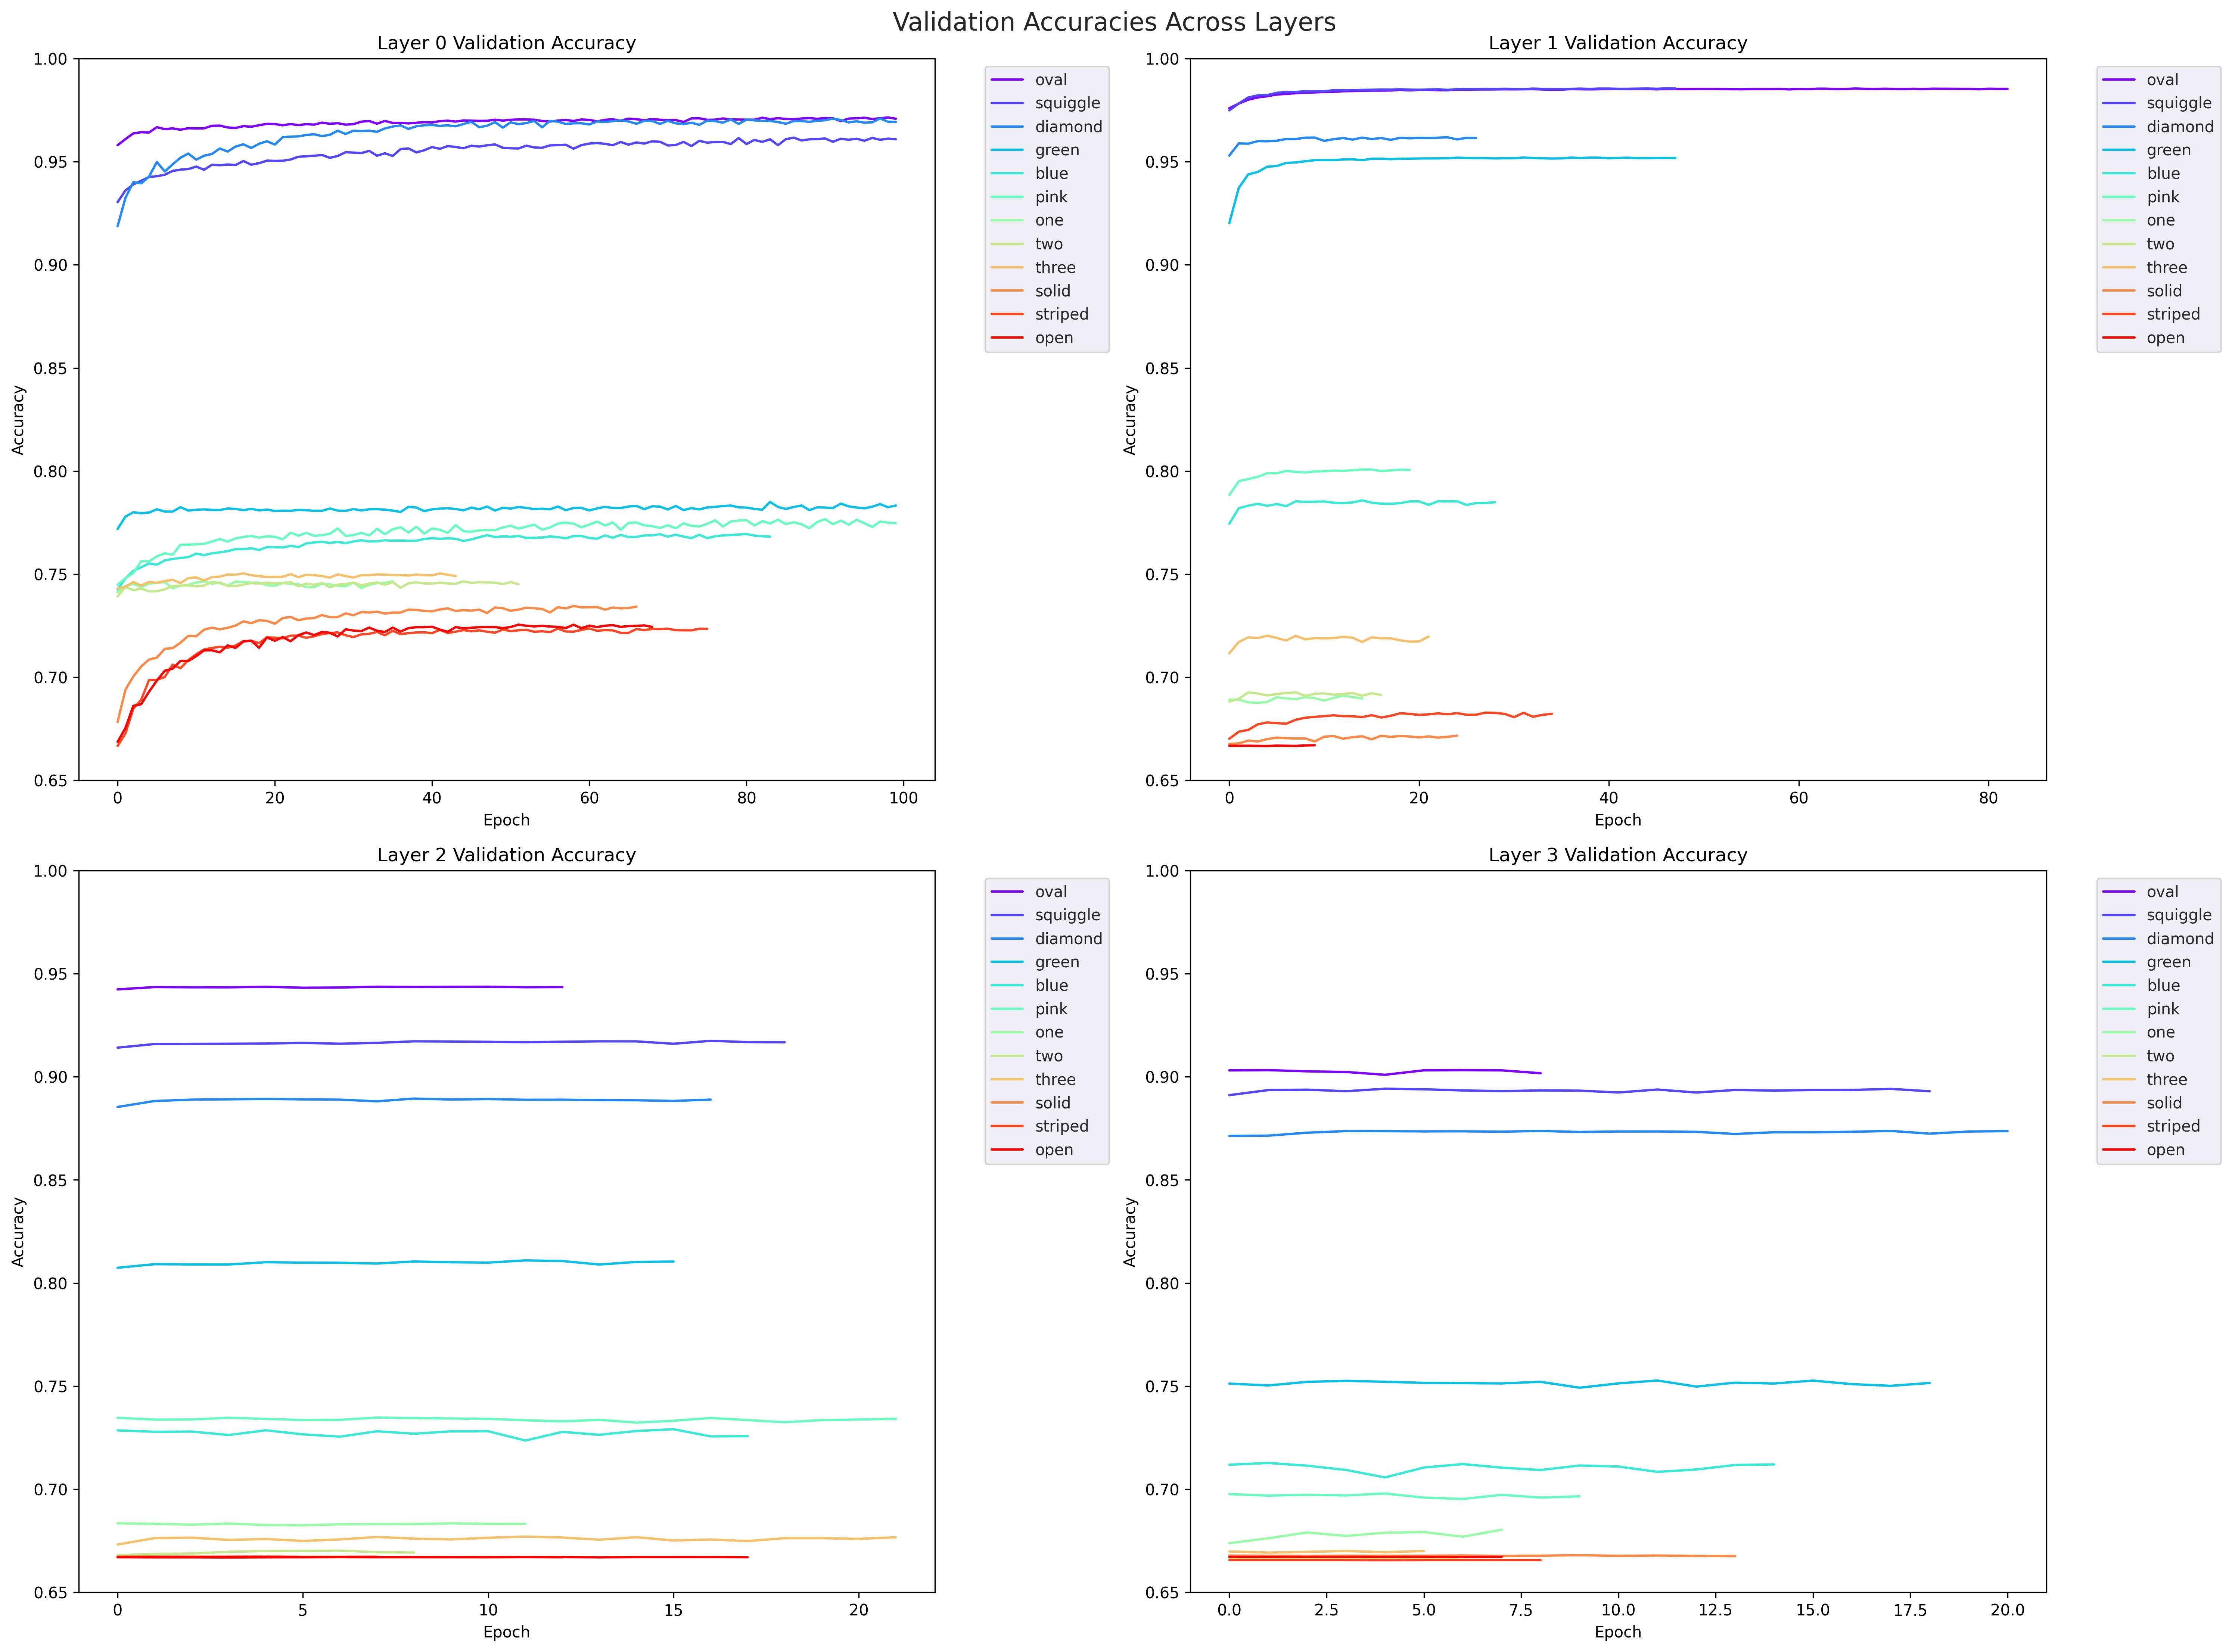 Validation Accuracies Across Layers
Layer 0 Validation Accuracy
1.00
0.95
0.90
0.85
0.80
0.75
0.70
0.65
Accuracy
0
20
40
60
80
100
Epoch
oval
squiggle
diamond
green
blue
pink
one
two
three
solid
striped
open
Layer 1 Validation Accuracy
1.00
0.95
0.90
0.85
0.80
0.75
0.70
0.65
Accuracy
0
20
40
60
80
Epoch
oval
squiggle
diamond
green
blue
pink
one
two
three
solid
striped
open
Layer 2 Validation Accuracy
1.00
0.95
0.90
0.85
0.80
0.75
0.70
0.65
Accuracy
0
5
10
15
20
Epoch
oval
squiggle
diamond
green
blue
pink
one
two
three
solid
striped
open
Layer 3 Validation Accuracy
1.00
0.95
0.90
0.85
0.80
0.75
0.70
0.65
Accuracy
0.0
2.5
5.0
7.5
10.0
12.5
15.0
17.5
20.0
Epoch
oval
squiggle
diamond
green
blue
pink
one
two
three
solid
striped
open